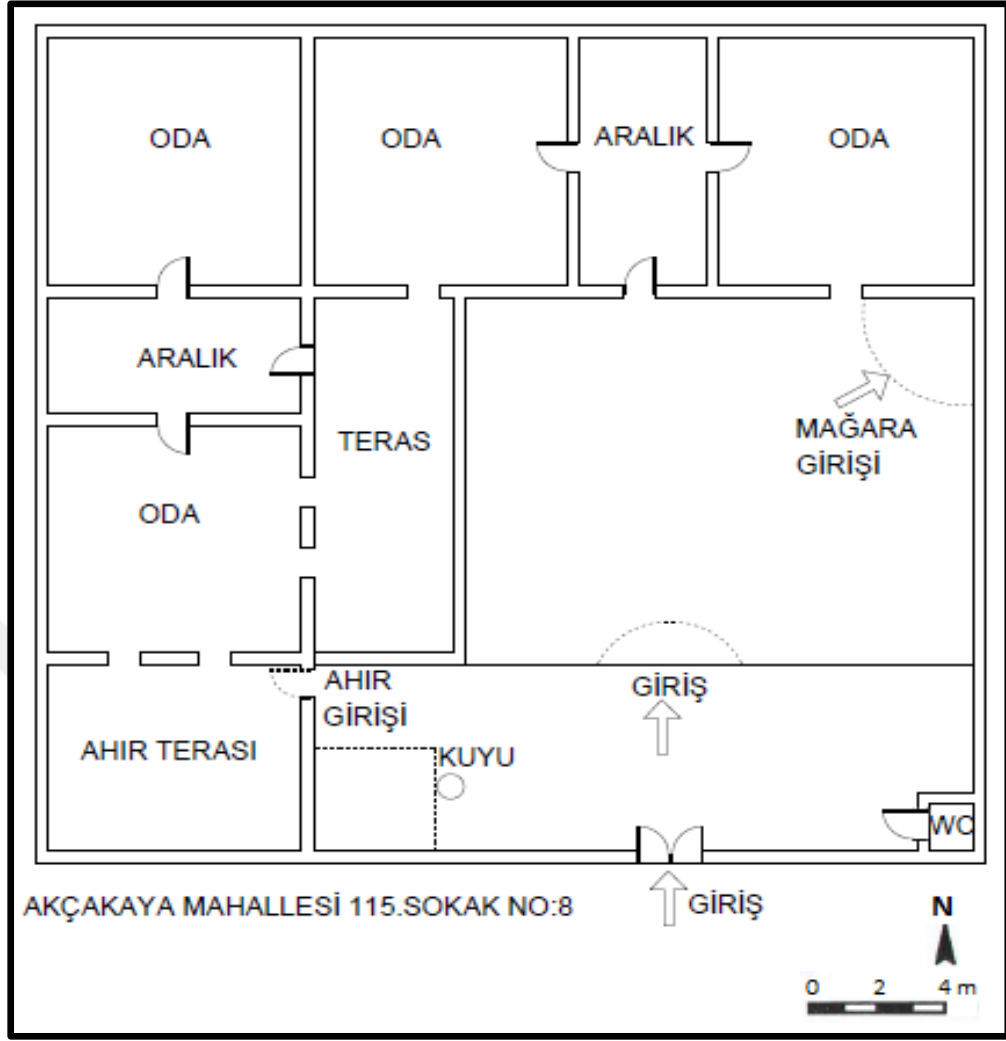 ODA
ODA
ARALIK
ODA
ARALIK
TERAS
MAĞARA
GİRİŞİ
ODA
AHIR
GİRİŞİ
GİRİŞ
AHIR TERASI
KUYU
WC
AKÇAKAYA MAHALLESİ 115.SOKAK NO:8
GİRİŞ
N
0 2 4 m